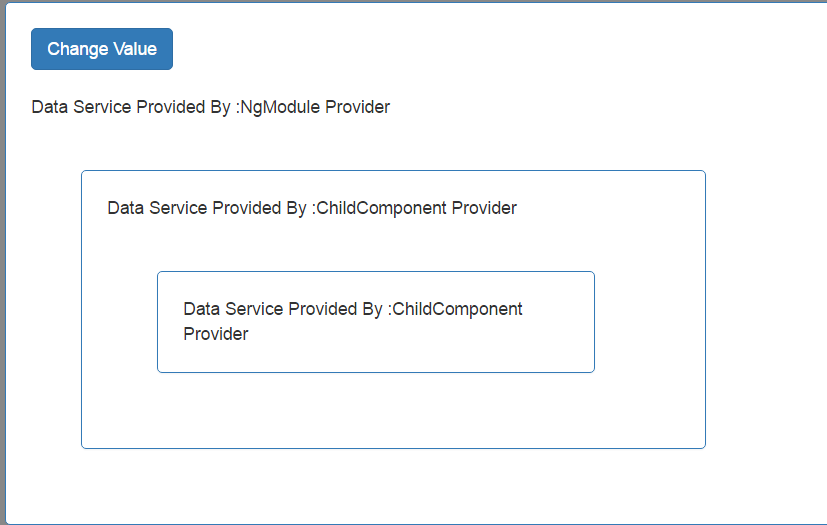 Change Value
Data Service Provided By :NgModule Provider
Data Service Provided By :ChildComponent Provider
Data Service Provided By :ChildComponent
Provider